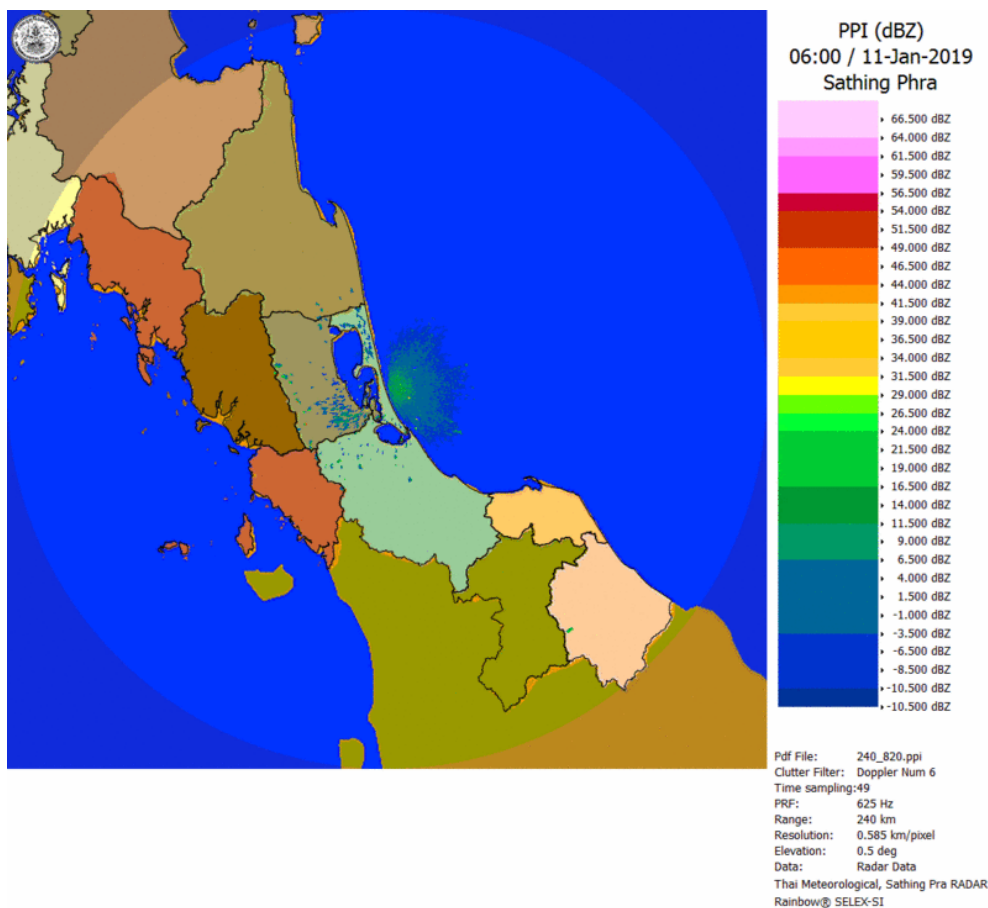 PPI (dBZ)
06:00 / 11-Jan-2019
Sathing Phra
66.500 dBZ
64.000 dBZ
61.500 dBZ
59.500 dBZ
56.500 dBZ
54.000 dBZ
51.500 dBZ
49.000 dBZ
46.500 dBZ
44.000 dBZ
41.500 dBZ
39.000 dBZ
36.500 dBZ
34.000 dBZ
31.500 dBZ
29.000 dBZ
26.500 dBZ
24.000 dBZ
21.500 dBZ
19.000 dBZ
16.500 dBZ
14.000 dBZ
11.500 dBZ
9.000 dBZ
6.500 dBZ
4.000 dBZ
1.500 dBZ
-1.000 dBZ
-3.500 dBZ
-6.500 dBZ
-8.500 dBZ
-10.500 dBZ
-10.500 dBZ
Pdf File: 240_820.ppi
Clutter Filter: Doppler Num 6
Time sampling:49
PRF: 625 Hz
Range: 240 km
Resolution: 0.585 km/pixel
Elevation: 0.5 deg
Data: Radar Data
Thai Meteorological, Sathing Pra RADAR
Rainbow® SELEX-SI